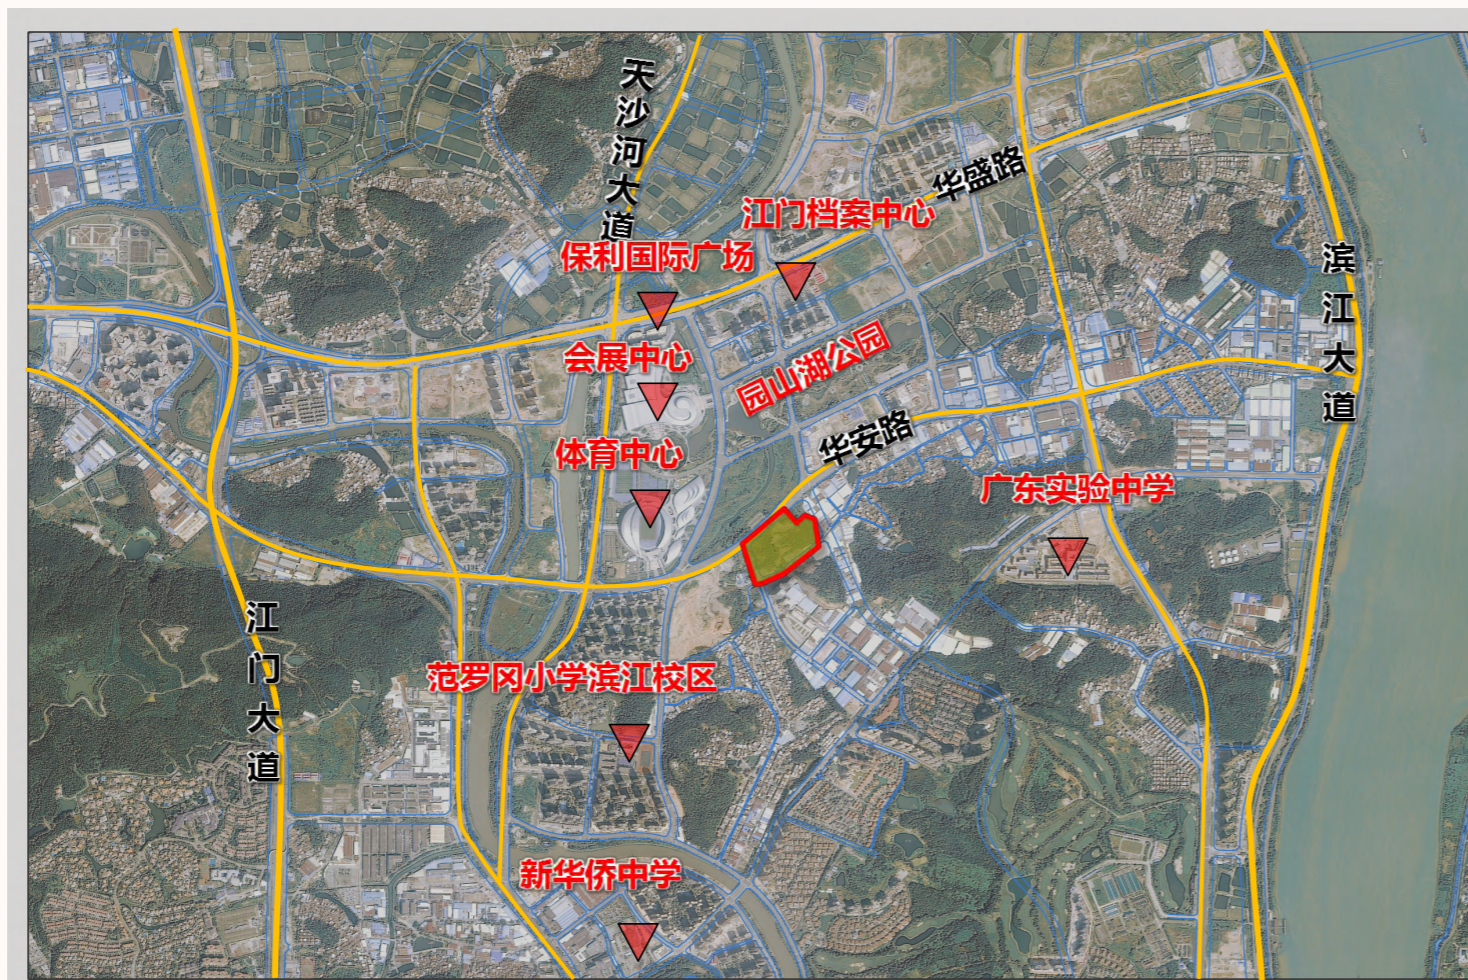 天沙河大道
华盛路
江门档案中心
保利国际广场
滨江大道
会展中心
园山湖公园
华安路
体育中心
广东实验中学
江门大道
范罗冈小学滨江校区
新华侨中学